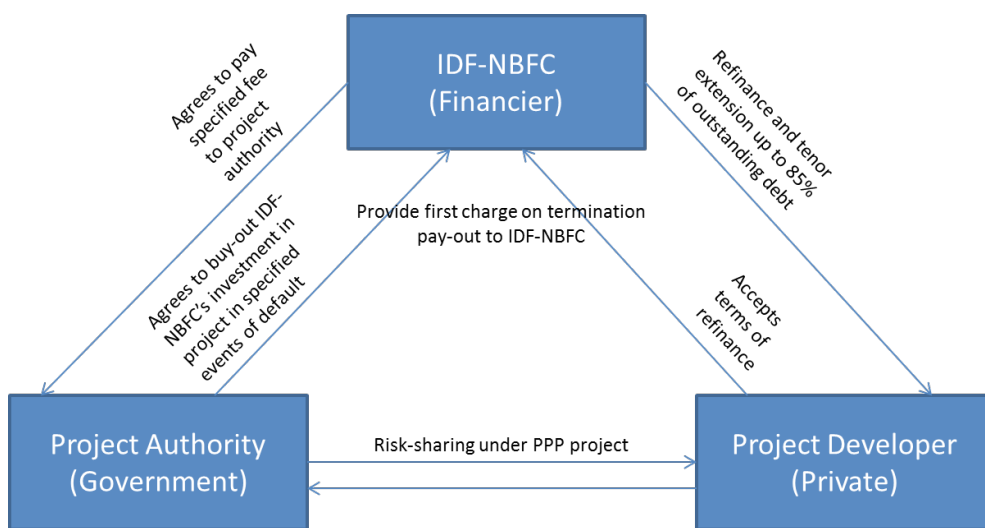 IDF-NBFC
(Financier)
Agrees to pay
specified fee
to project
authority
Refinance and tenor
extension up to 85%
of outstanding debt
Provide first charge on termination
pay-out to IDF-NBFC
Agrees to buy-out IDF-
NBFC's investment in
project in specified
events of default
Accepts
terms of
refinance
Project Authority
(Government)
Risk-sharing under PPP project
Project Developer
(Private)